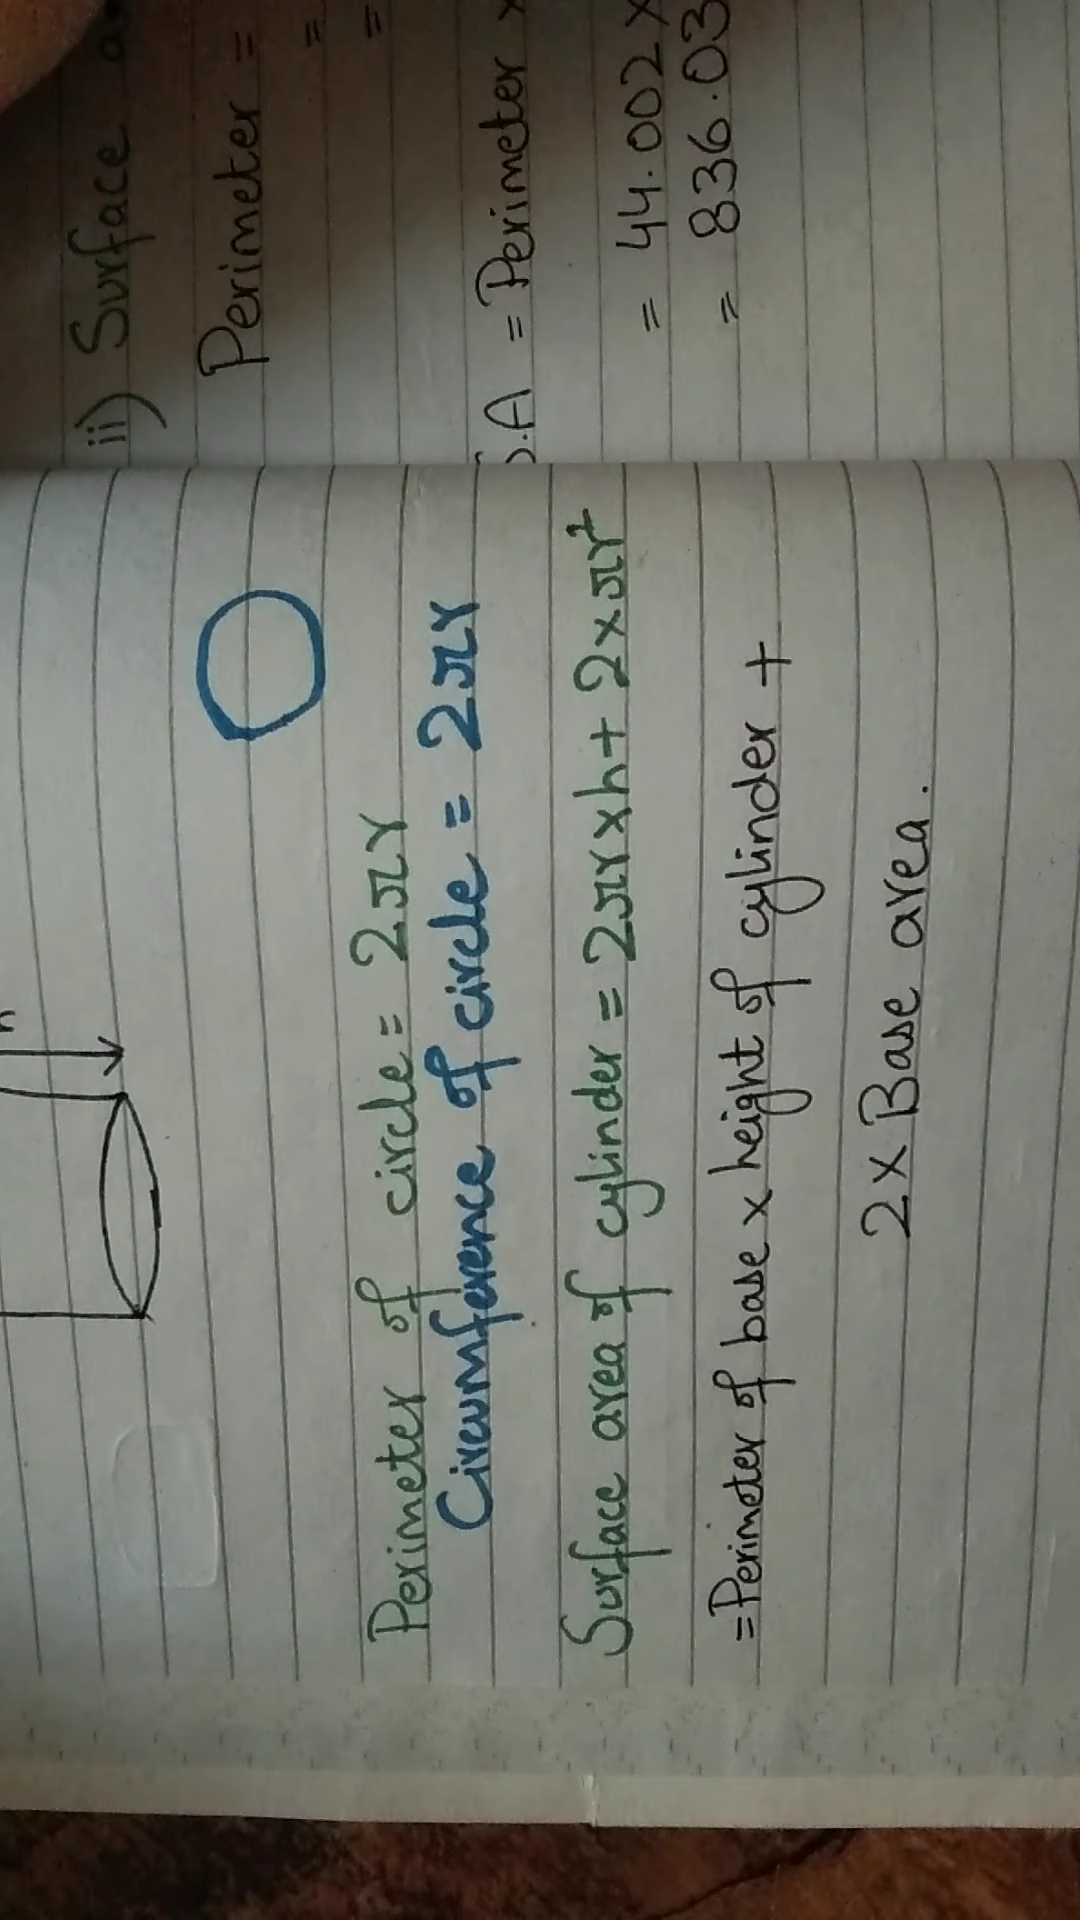 h
Perimeter of circle = 2πr
Circumference of circle = 2πr
Surface area of cylinder = 2πr x h + 2 x πr²
= Perimeter of base x height of cylinder +
2 x Base area.
ii) Surface
Perimeter =
=
=
S.A = Perimeter x
= 44.002 x
= 836.03